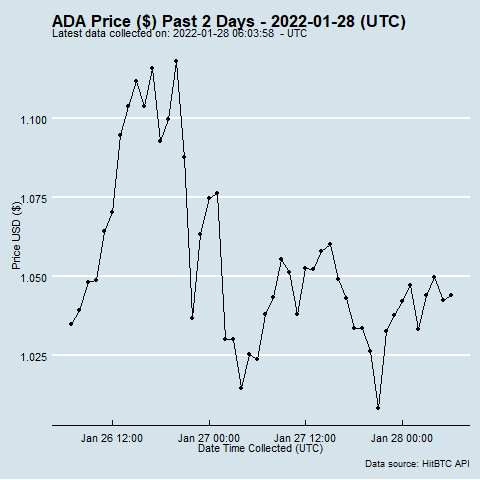 ADA Price ($) Past 2 Days - 2022-01-28 (UTC)
Latest data collected on: 2022-01-28 06:03:58 - UTC
1.100
1.075
1.050
1.025
Price USD ($)
Jan 26 12:00
Jan 27 00:00
Jan 27 12:00
Jan 28 00:00
Date Time Collected (UTC)
Data source: HitBTC API